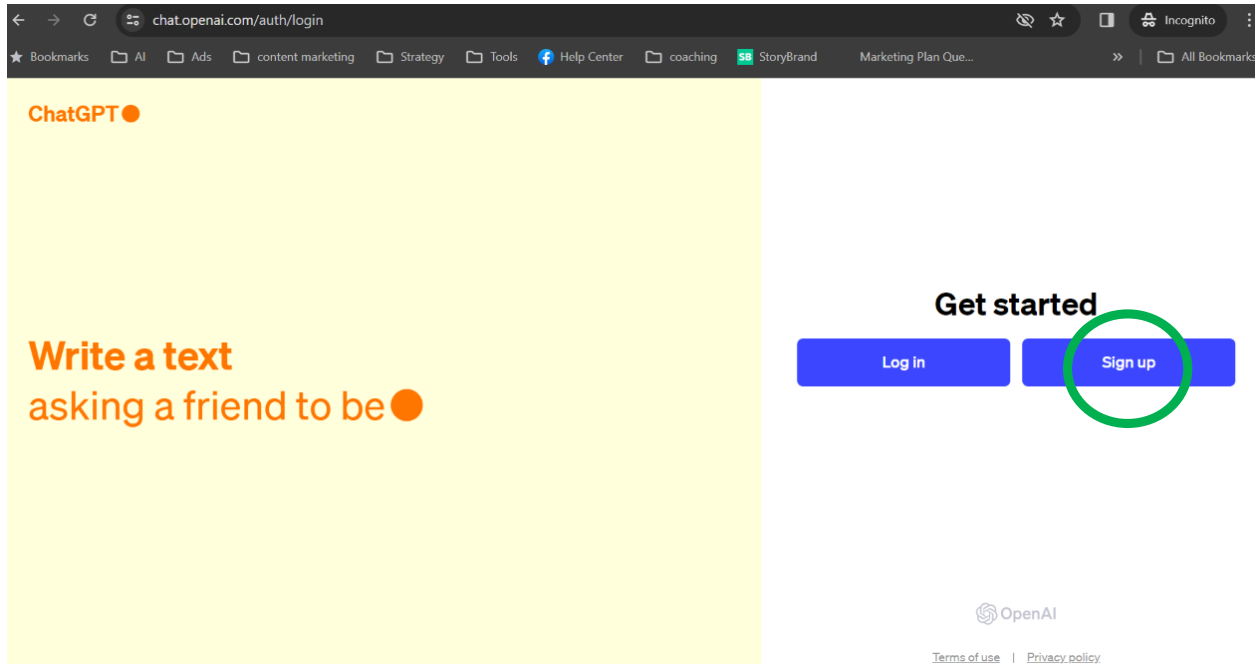 chat.openai.com/auth/login
Incognito
Bookmarks AI Ads content marketing Strategy Tools Help Center coaching SB StoryBrand Marketing Plan Que... » All Bookmarks
ChatGPT
Get started
Write a text
asking a friend to be
Log in
Sign up
OpenAI
Terms of use | Privacy policy